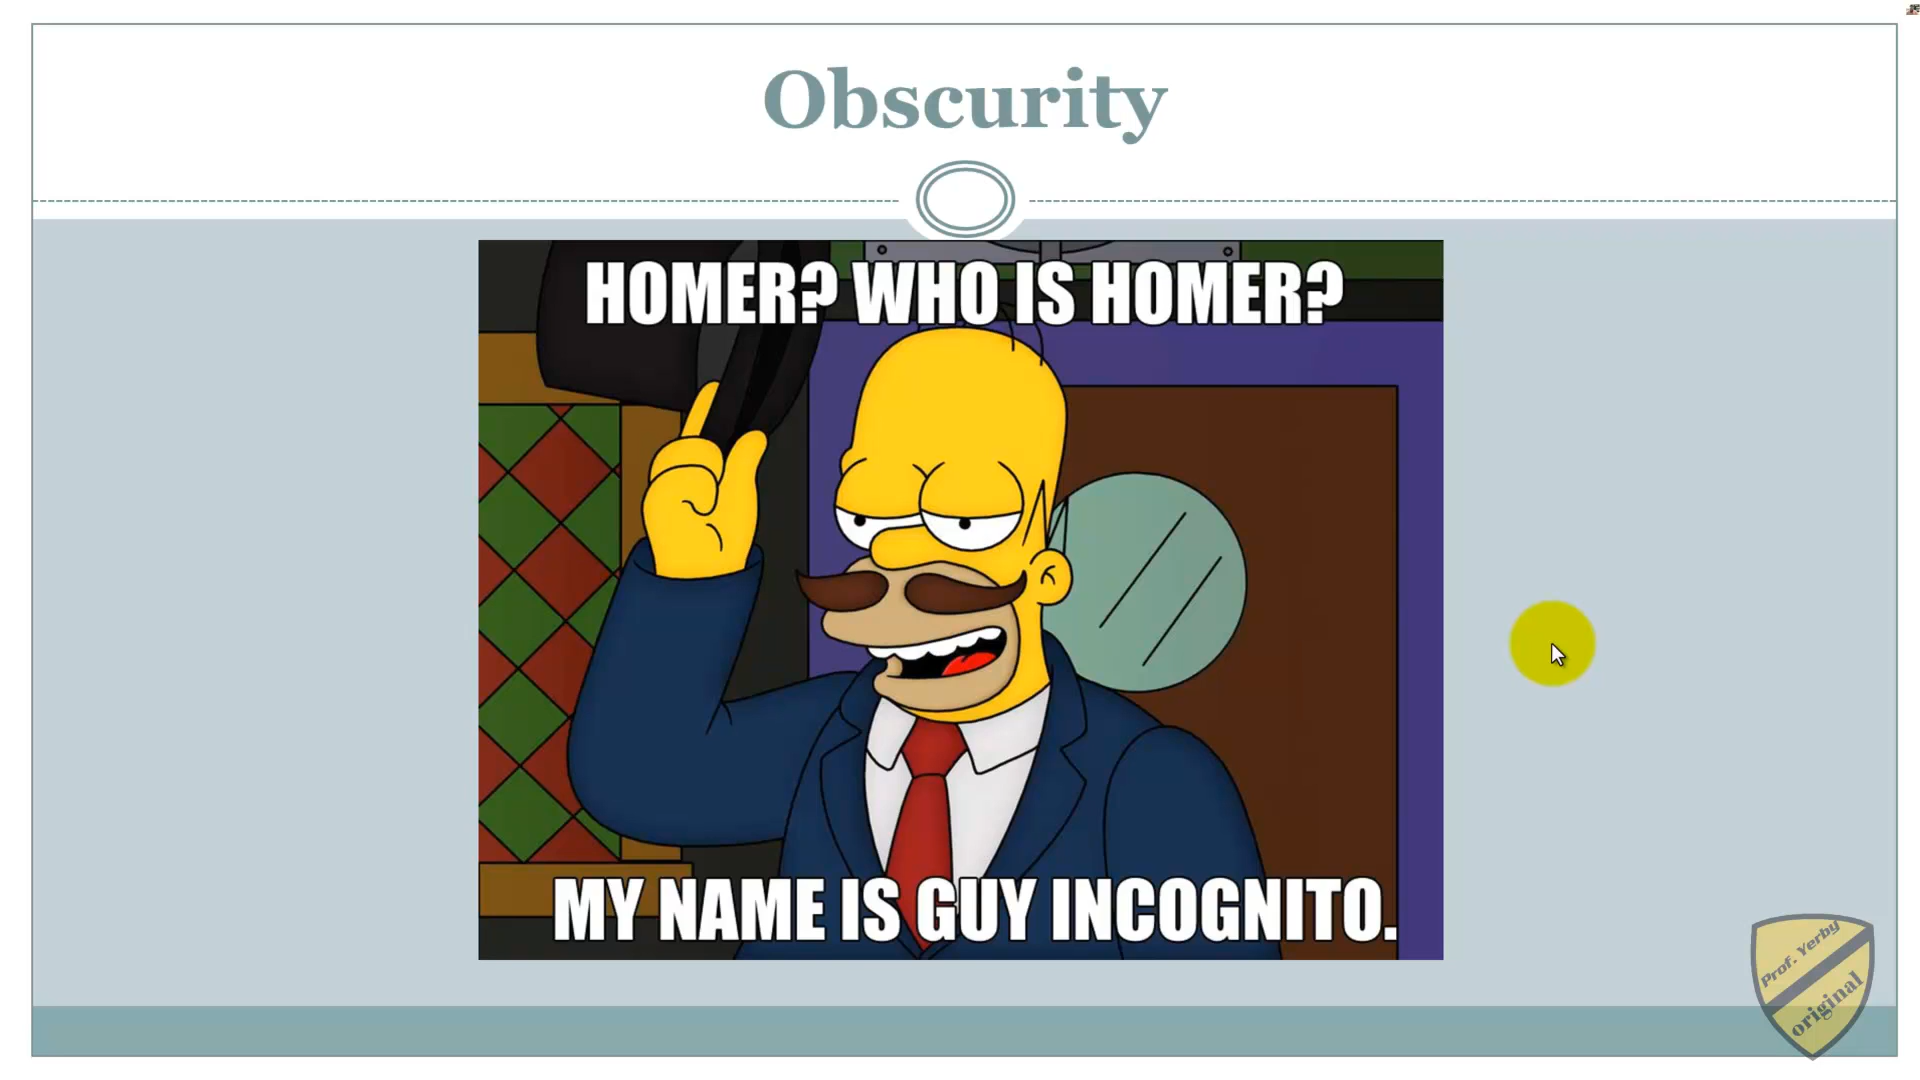 Obscurity
HOMER? WHO IS HOMER?
MY NAME IS GUY INCOGNITO.
Prof. Yerby
original